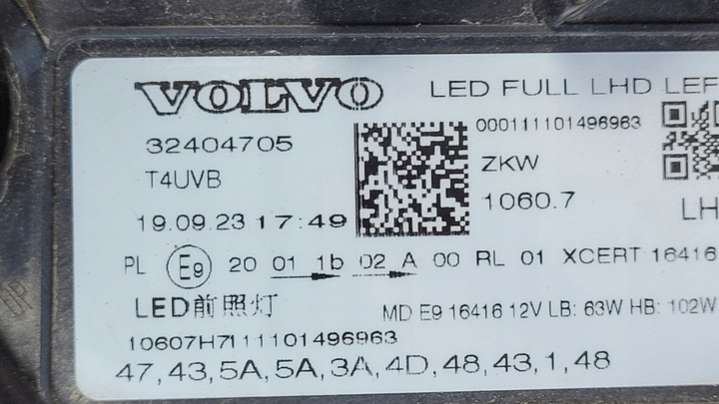 VOLVO LED FULL LHD LEF
32404705 000111101496963
T4UVB ZKW
1060.7 LH
19.09.23 17:49
PL E9 20 01 1b 02 A 00 RL 01 XCERT 16416
LED前照灯 MD E9 16416 12V LB: 63W HB: 102W
10607H7111101496963
47,43,5A,5A,3A,4D,48,43,1,48